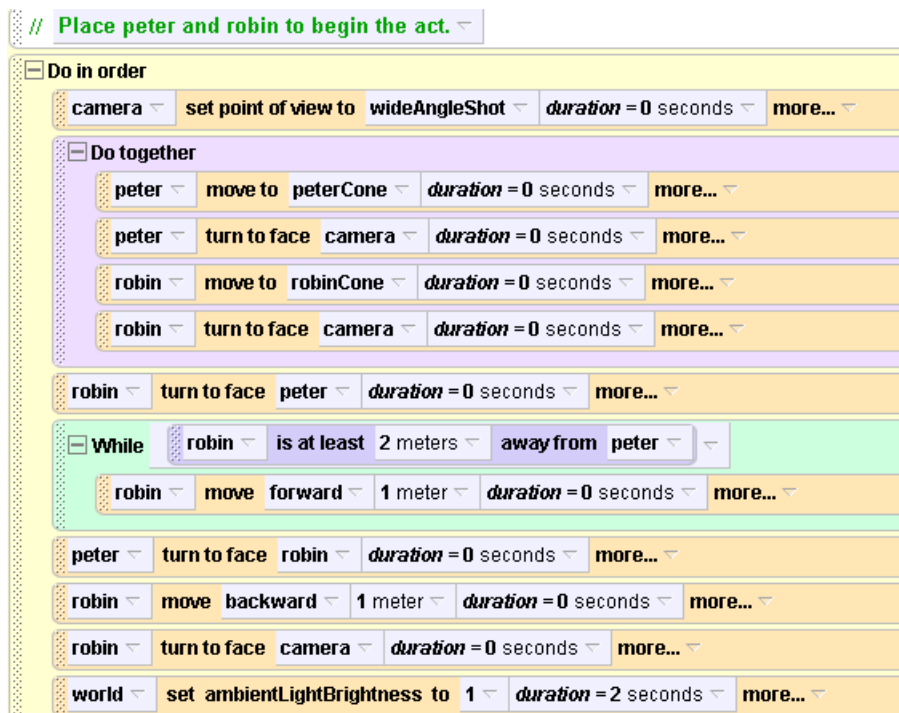 // Place peter and robin to begin the act.
Do in order
camera set point of view to wideAngleShot duration = 0 seconds more...
Do together
peter move to peterCone duration = 0 seconds more...
peter turn to face camera duration = 0 seconds more...
robin move to robinCone duration = 0 seconds more...
robin turn to face camera duration = 0 seconds more...
robin turn to face peter duration = 0 seconds more...
While robin is at least 2 meters away from peter
robin move forward 1 meter duration = 0 seconds more...
peter turn to face robin duration = 0 seconds more...
robin move backward 1 meter duration = 0 seconds more...
robin turn to face camera duration = 0 seconds more...
world set ambientLightBrightness to 1 duration = 2 seconds more...